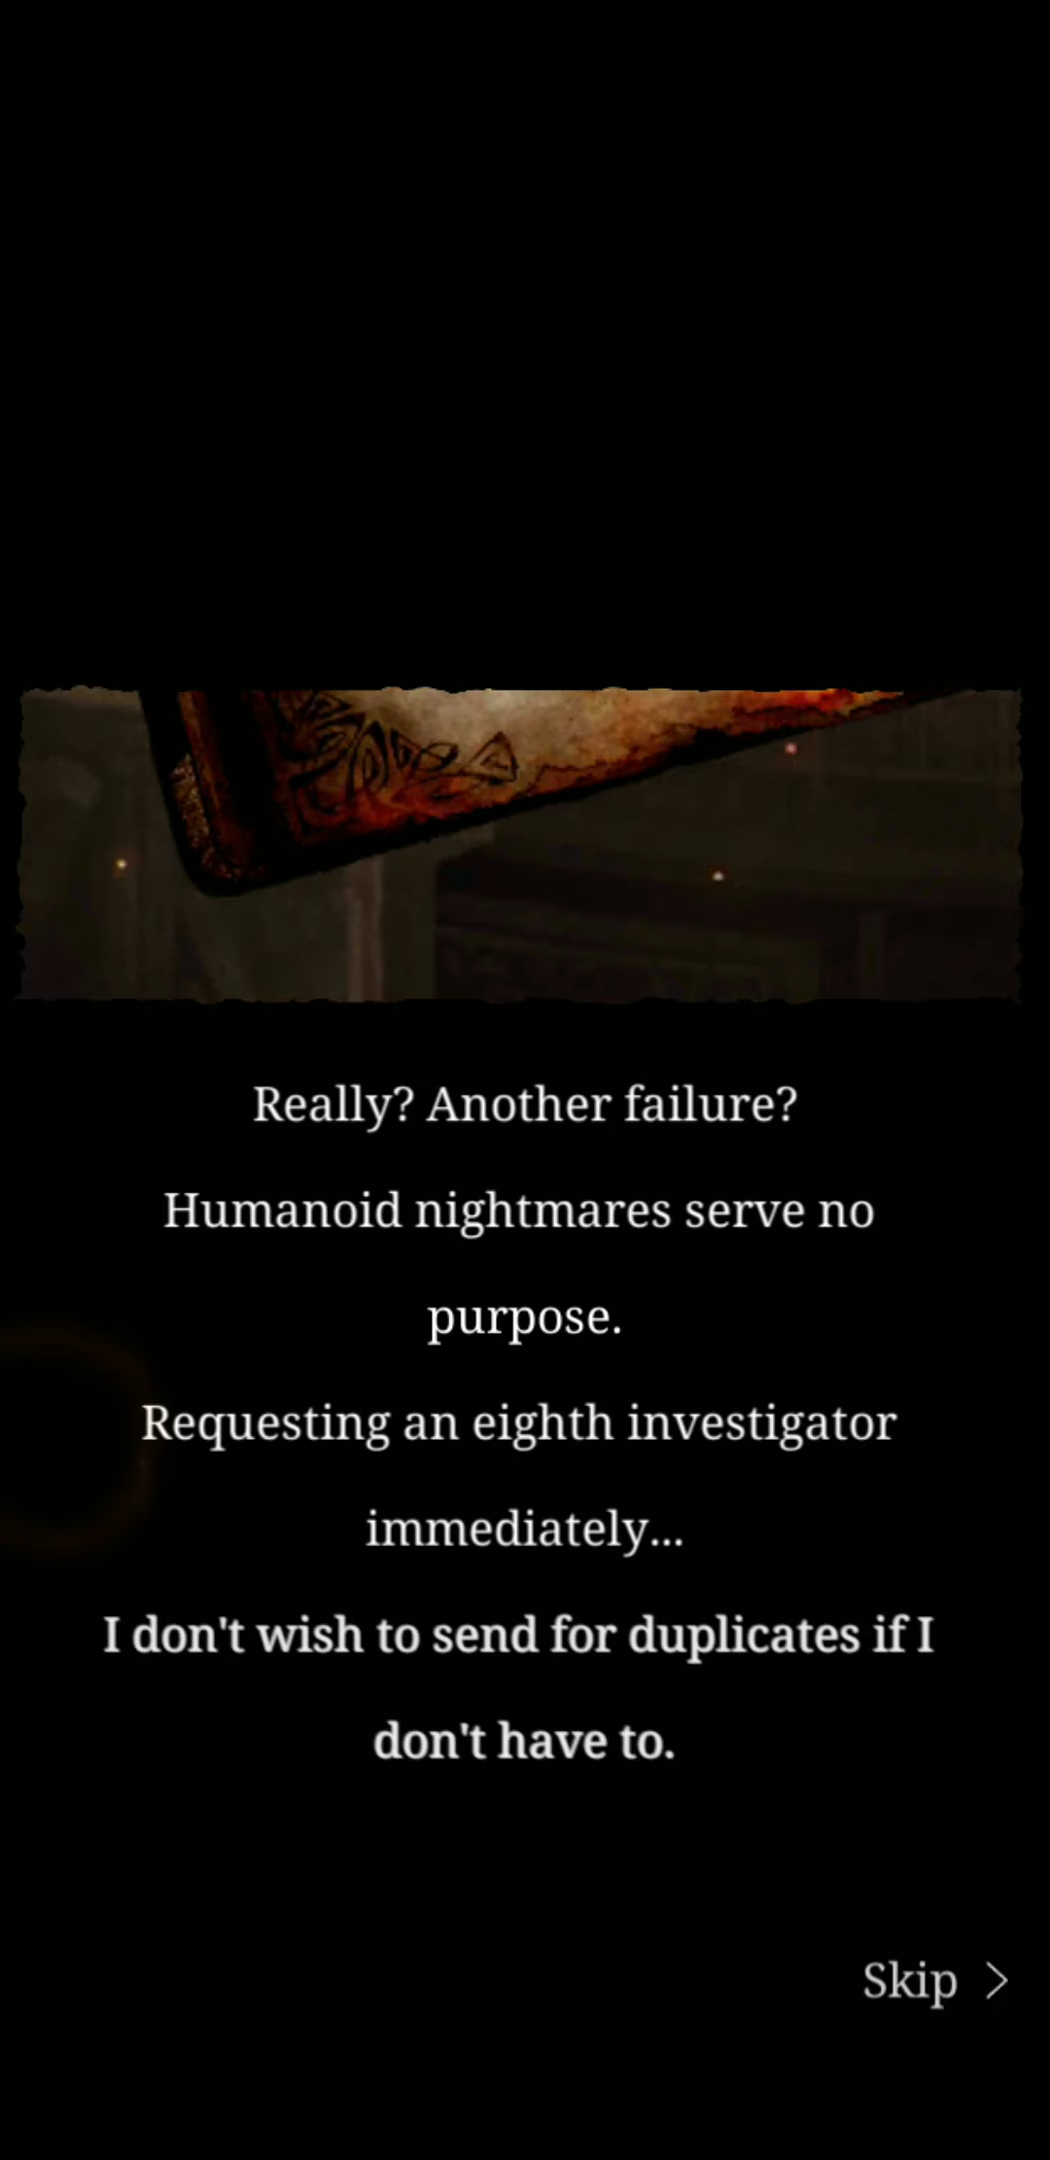 Really? Another failure?
Humanoid nightmares serve no
purpose.
Requesting an eighth investigator
immediately...
I don't wish to send for duplicates if I
don't have to.
Skip >